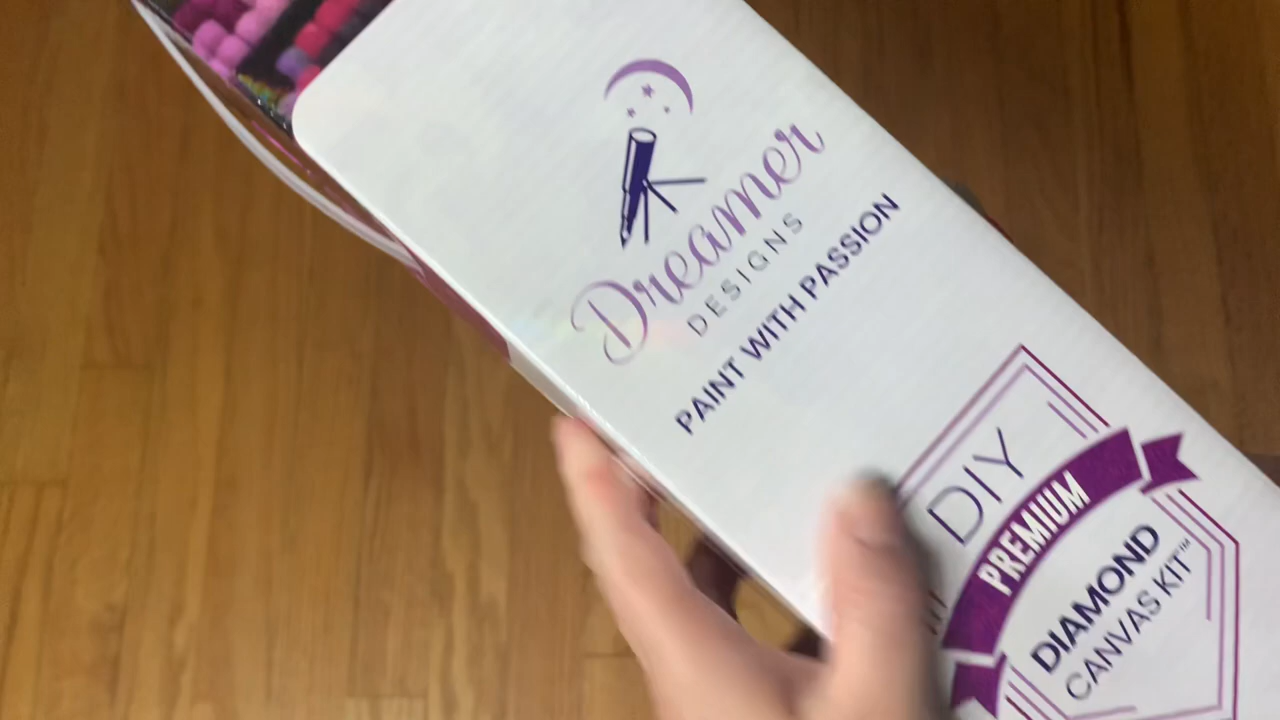 Dreamer
DESIGNS
PAINT WITH PASSION
DIY
PREMIUM
DIAMOND
CANVAS KIT™